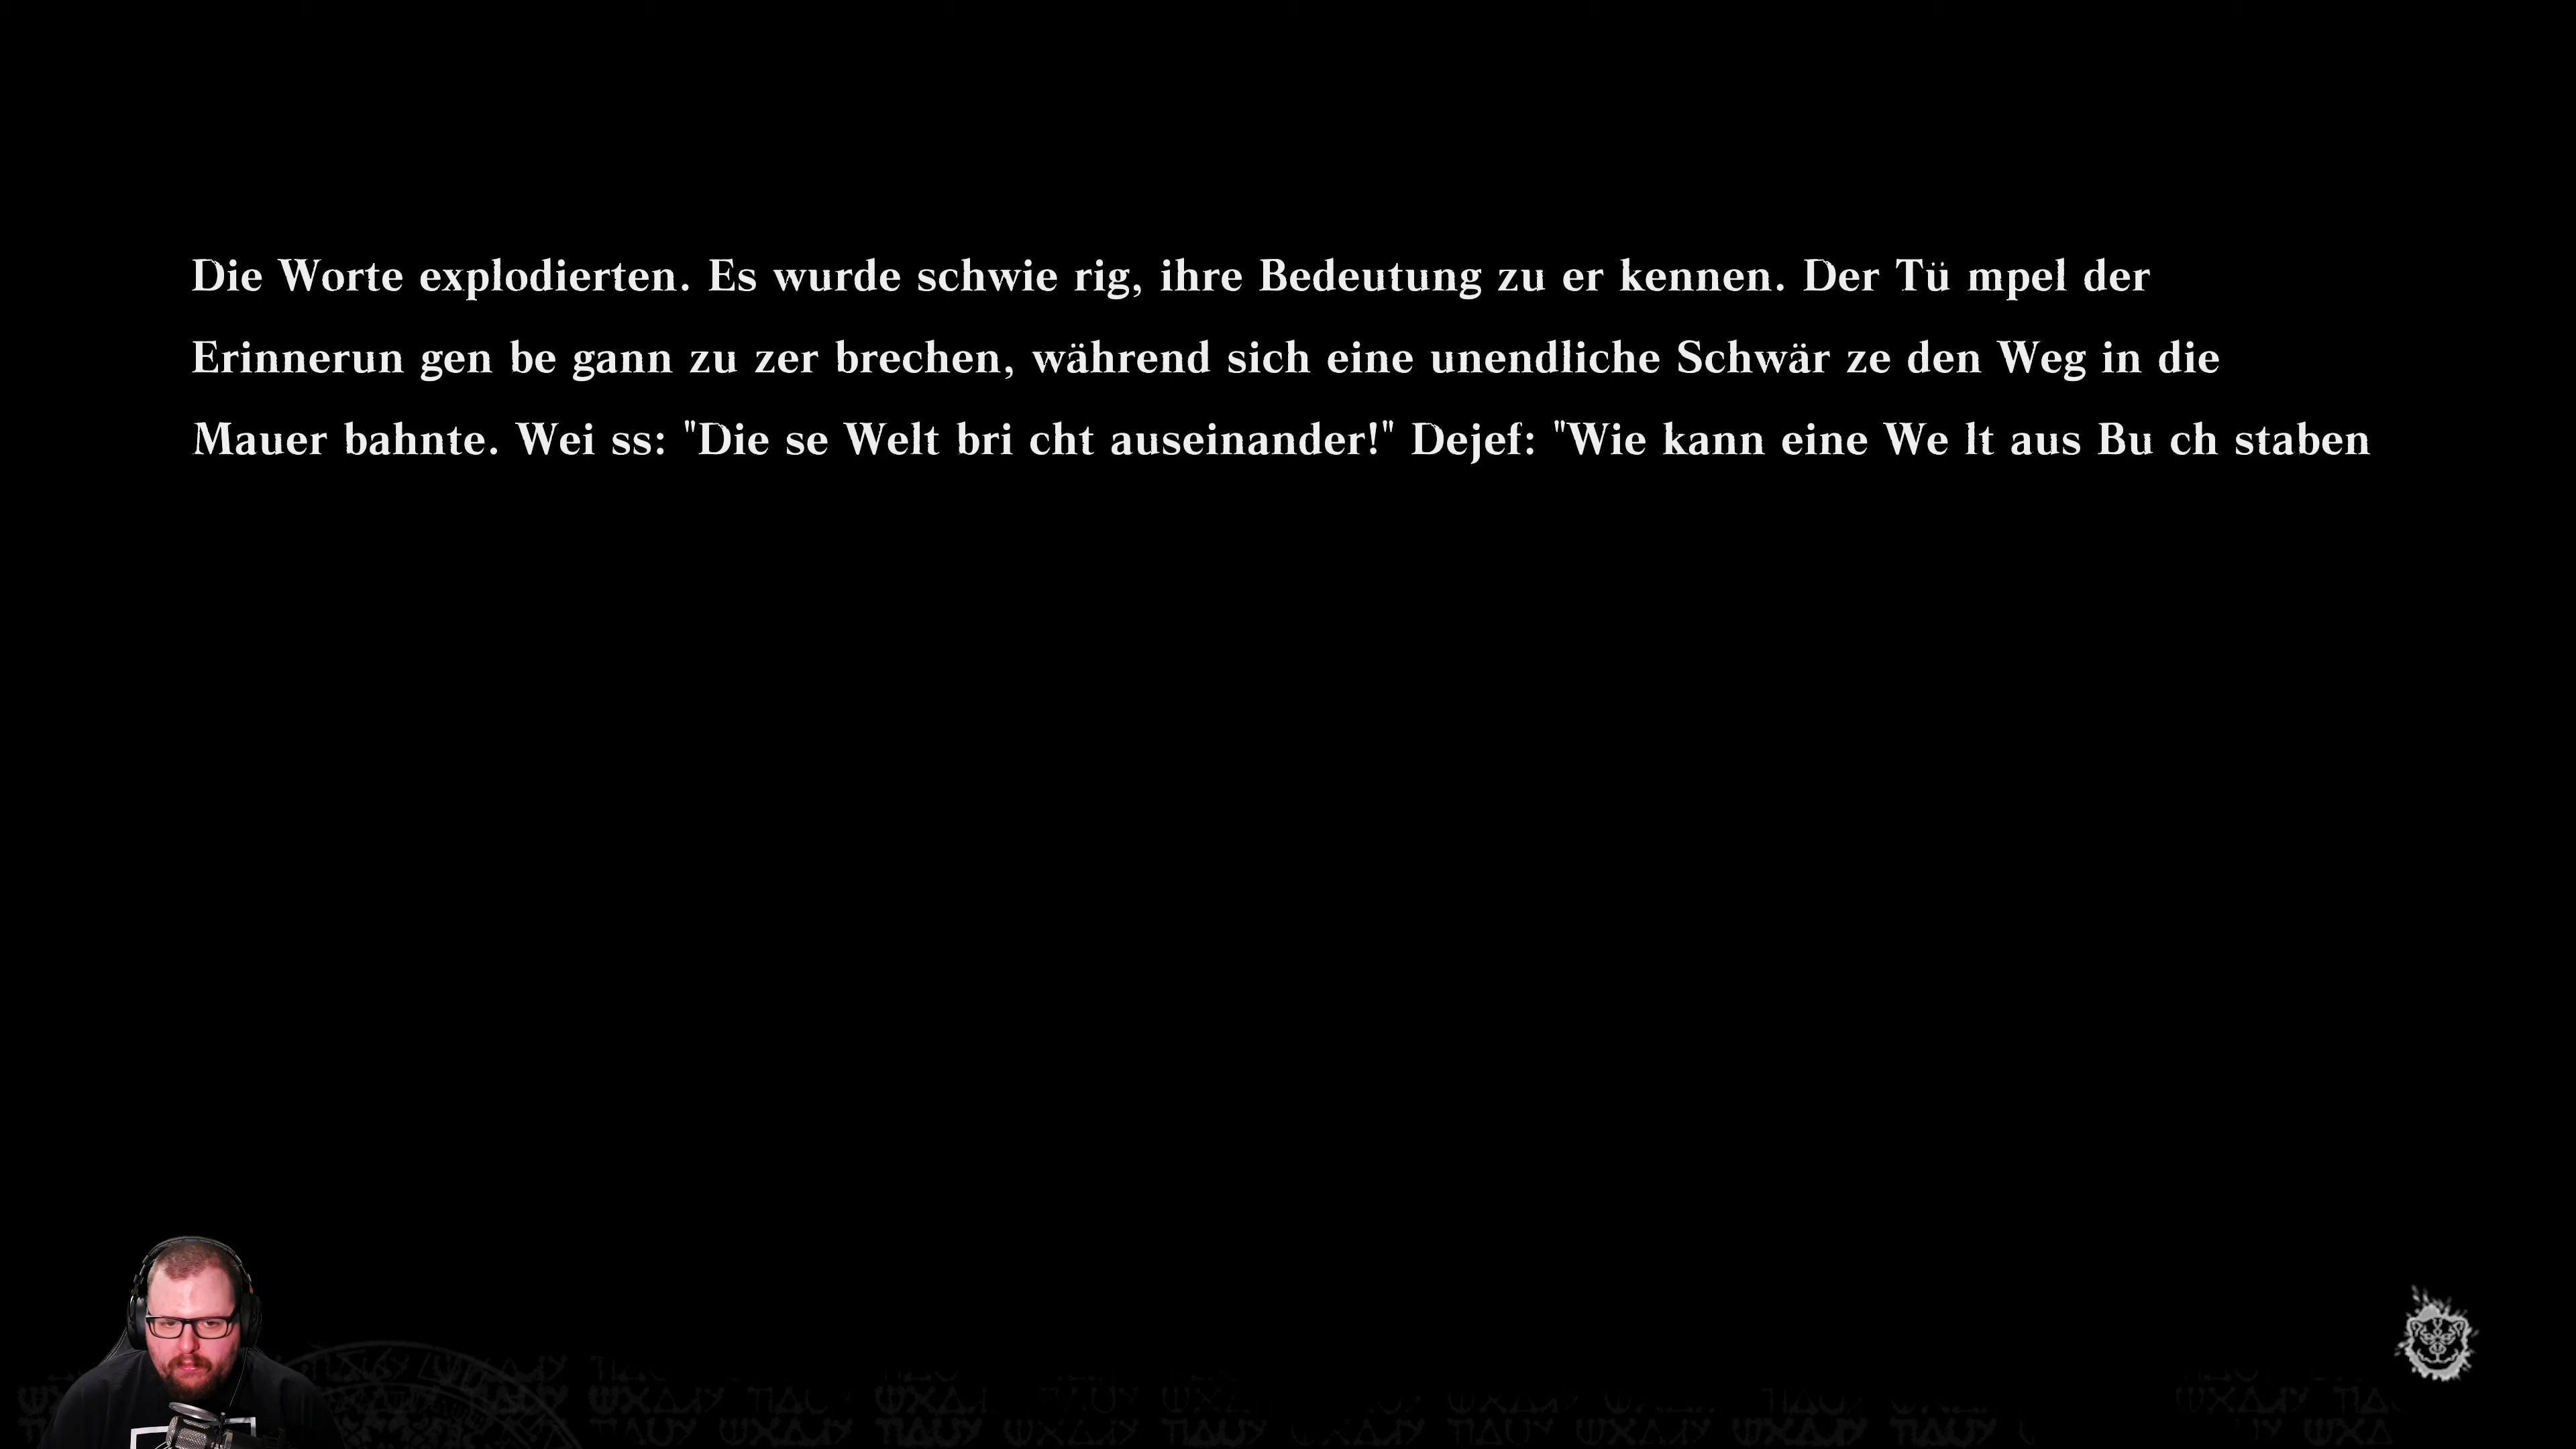 Die Worte explodierten. Es wurde schwie rig, ihre Bedeutung zu er kennen. Der Tü mpel der
Erinnerun gen be gann zu zer brechen, während sich eine unendliche Schwär ze den Weg in die
Mauer bahnte. Wei ss: "Die se Welt bri cht auseinander!" Dejef: "Wie kann eine We lt aus Bu ch staben